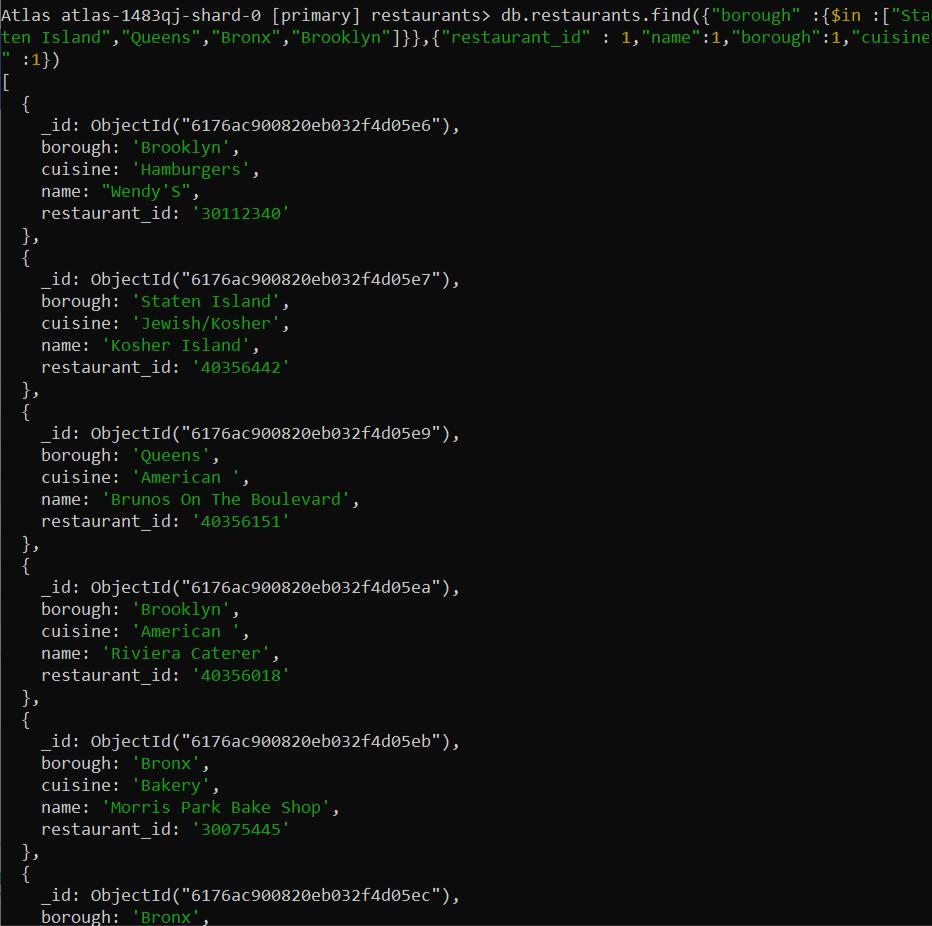 Atlas atlas-1483qj-shard-0 [primary] restaurants> db.restaurants.find({"borough" :{$in :["Sta
ten Island","Queens","Bronx","Brooklyn"]}},{"restaurant_id" : 1,"name":1,"borough":1,"cuisine
" :1})
[
  {
    _id: ObjectId("6176ac900820eb032f4d05e6"),
    borough: 'Brooklyn',
    cuisine: 'Hamburgers',
    name: "Wendy'S",
    restaurant_id: '30112340'
  },
  {
    _id: ObjectId("6176ac900820eb032f4d05e7"),
    borough: 'Staten Island',
    cuisine: 'Jewish/Kosher',
    name: 'Kosher Island',
    restaurant_id: '40356442'
  },
  {
    _id: ObjectId("6176ac900820eb032f4d05e9"),
    borough: 'Queens',
    cuisine: 'American ',
    name: 'Brunos On The Boulevard',
    restaurant_id: '40356151'
  },
  {
    _id: ObjectId("6176ac900820eb032f4d05ea"),
    borough: 'Brooklyn',
    cuisine: 'American ',
    name: 'Riviera Caterer',
    restaurant_id: '40356018'
  },
  {
    _id: ObjectId("6176ac900820eb032f4d05eb"),
    borough: 'Bronx',
    cuisine: 'Bakery',
    name: 'Morris Park Bake Shop',
    restaurant_id: '30075445'
  },
  {
    _id: ObjectId("6176ac900820eb032f4d05ec"),
    borough: 'Bronx',